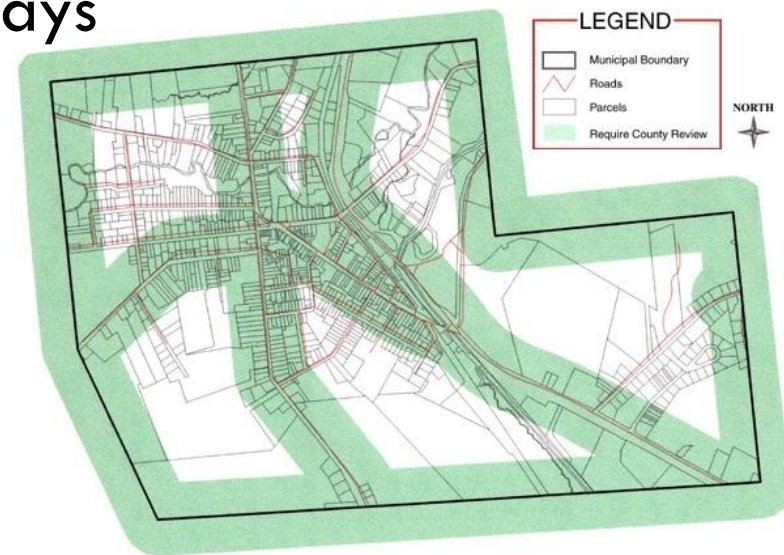 ays
LEGEND
Municipal Boundary
Roads
Parcels
Require County Review
NORTH